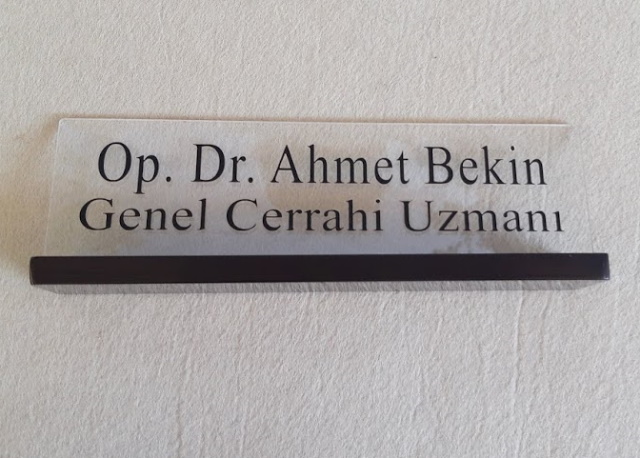 Op. Dr. Ahmet Bekin
Genel Cerrahi Uzmanı